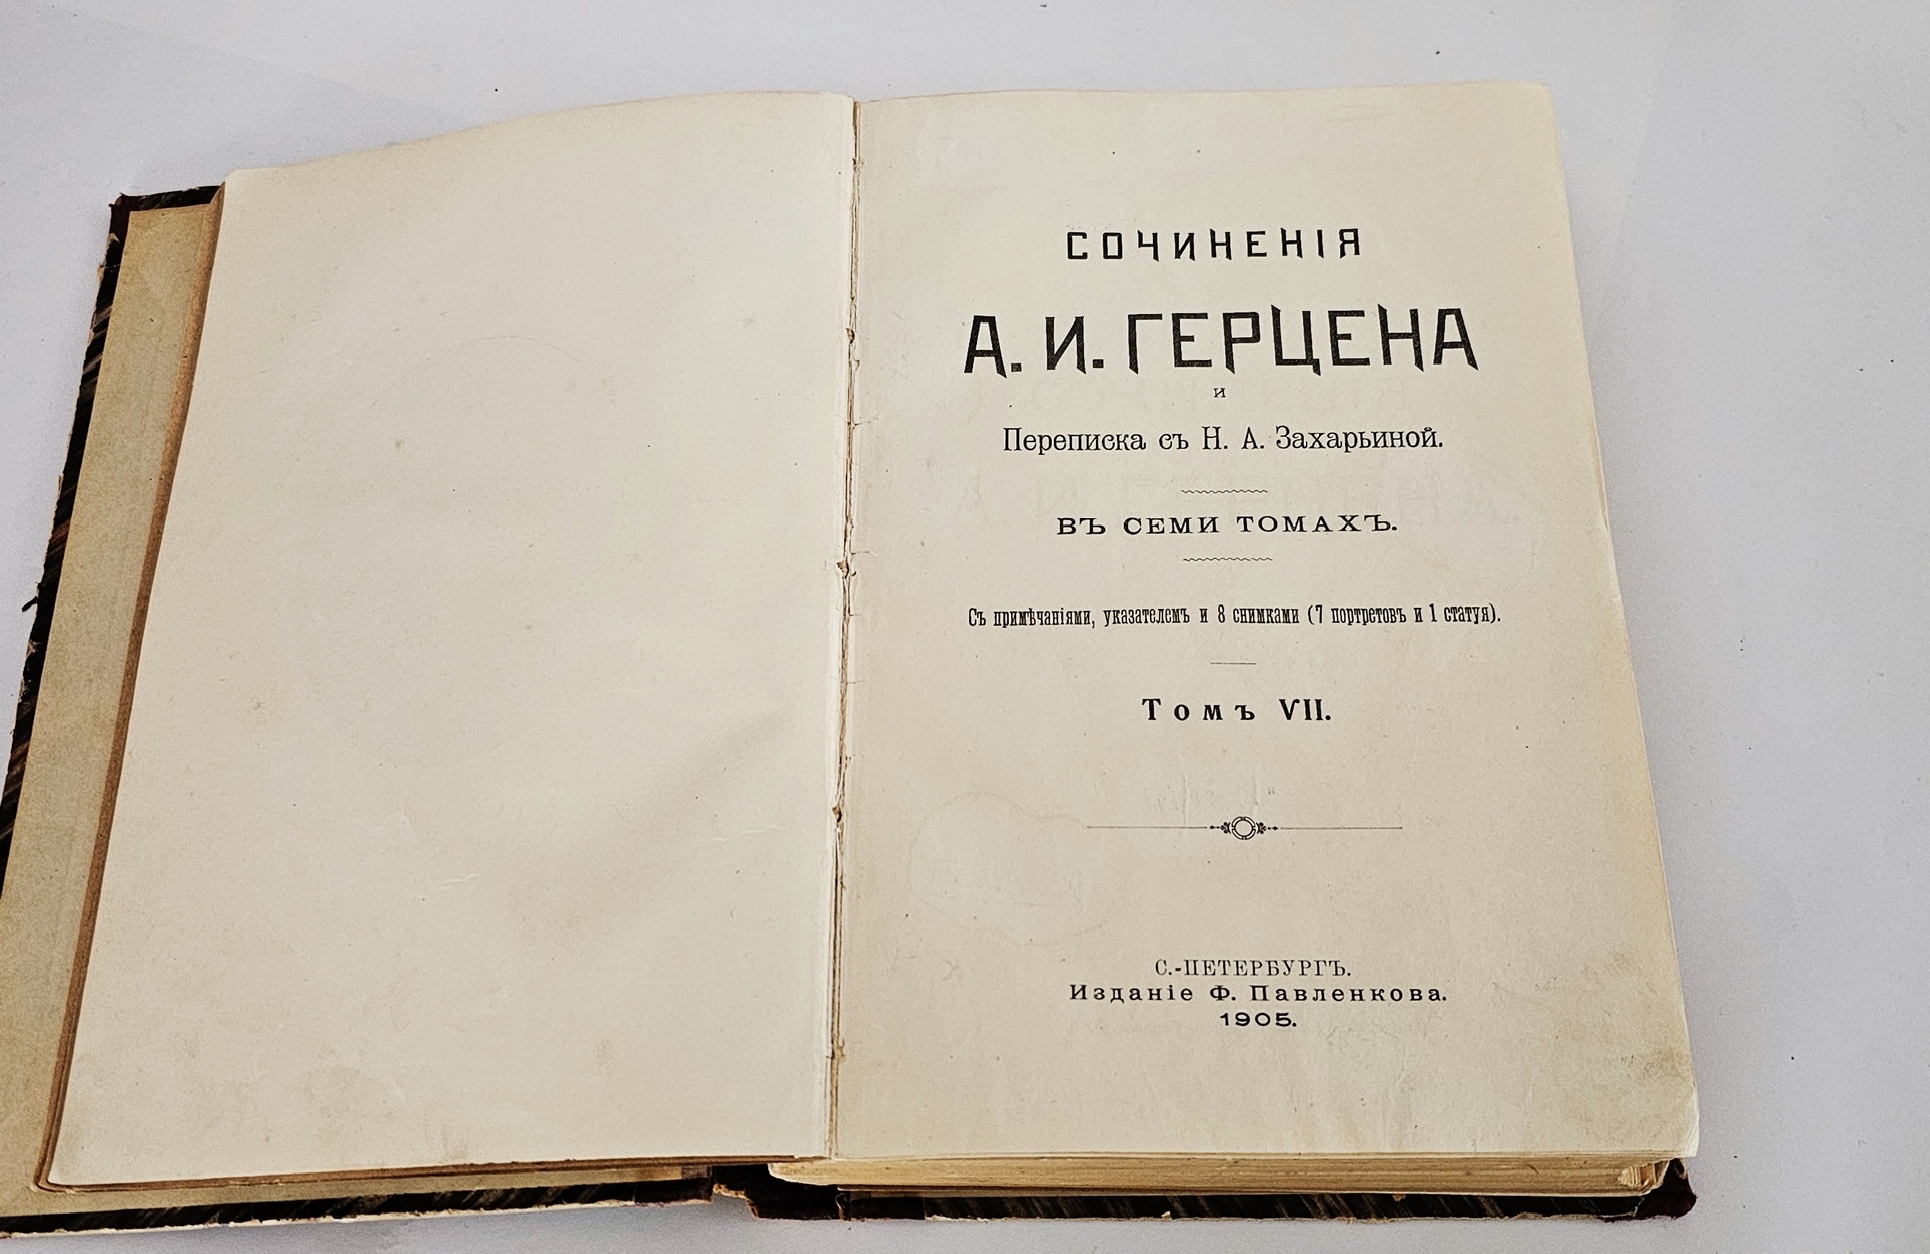 СОЧИНЕНІЯ
А. И. ГЕРЦЕНА
и
Переписка съ Н. А. Захарьиной.
ВЪ СЕМИ ТОМАХЪ.
Съ примѣчаніями, указателемъ и 8 снимками (7 портретовъ и 1 статуя).
Томъ VII.
С.-ПЕТЕРБУРГЪ.
Изданіе Ф. Павленкова.
1905.